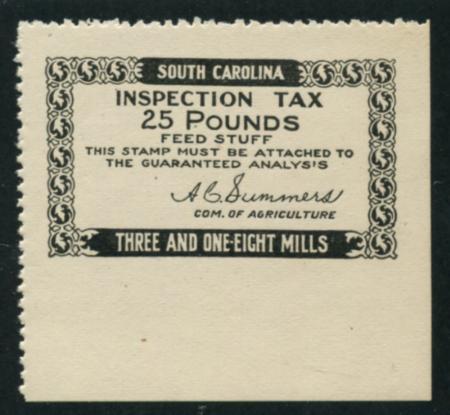 SOUTH CAROLINA
INSPECTION TAX
25 POUNDS
FEED STUFF
THIS STAMP MUST BE ATTACHED TO
THE GUARANTEED ANALYS'S
A C Summers
COM. OF AGRICULTURE
THREE AND ONE-EIGHT MILLS